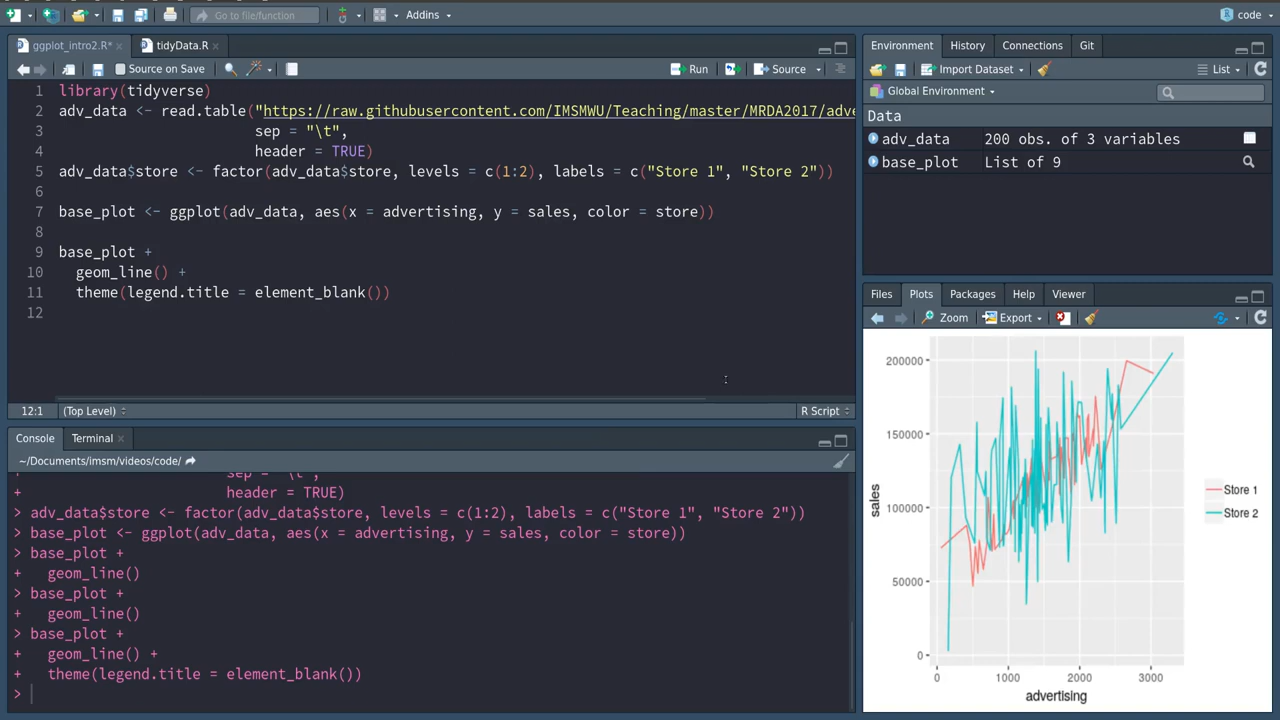 Go to file/function
Addins
code
ggplot_intro2.R*
tidyData.R
Source on Save
Run
Source
1 library(tidyverse)
2 adv_data <- read.table("https://raw.githubusercontent.com/IMSMWU/Teaching/master/MRDA2017/adve
3 sep = "\t",
4 header = TRUE)
5 adv_data$store <- factor(adv_data$store, levels = c(1:2), labels = c("Store 1", "Store 2"))
6
7 base_plot <- ggplot(adv_data, aes(x = advertising, y = sales, color = store))
8
9 base_plot +
10 geom_line() +
11 theme(legend.title = element_blank())
12
12:1 (Top Level) R Script
Console Terminal
~/Documents/imsm/videos/code/
+ sep = "\t",
+ header = TRUE)
> adv_data$store <- factor(adv_data$store, levels = c(1:2), labels = c("Store 1", "Store 2"))
> base_plot <- ggplot(adv_data, aes(x = advertising, y = sales, color = store))
> base_plot +
+ geom_line()
> base_plot +
+ geom_line()
> base_plot +
+ geom_line() +
+ theme(legend.title = element_blank())
>
Environment History Connections Git
Import Dataset List
Global Environment
Data
adv_data 200 obs. of 3 variables
base_plot List of 9
Files Plots Packages Help Viewer
Zoom Export
200000
150000
100000
50000
0
sales
0 1000 2000 3000
advertising
Store 1
Store 2